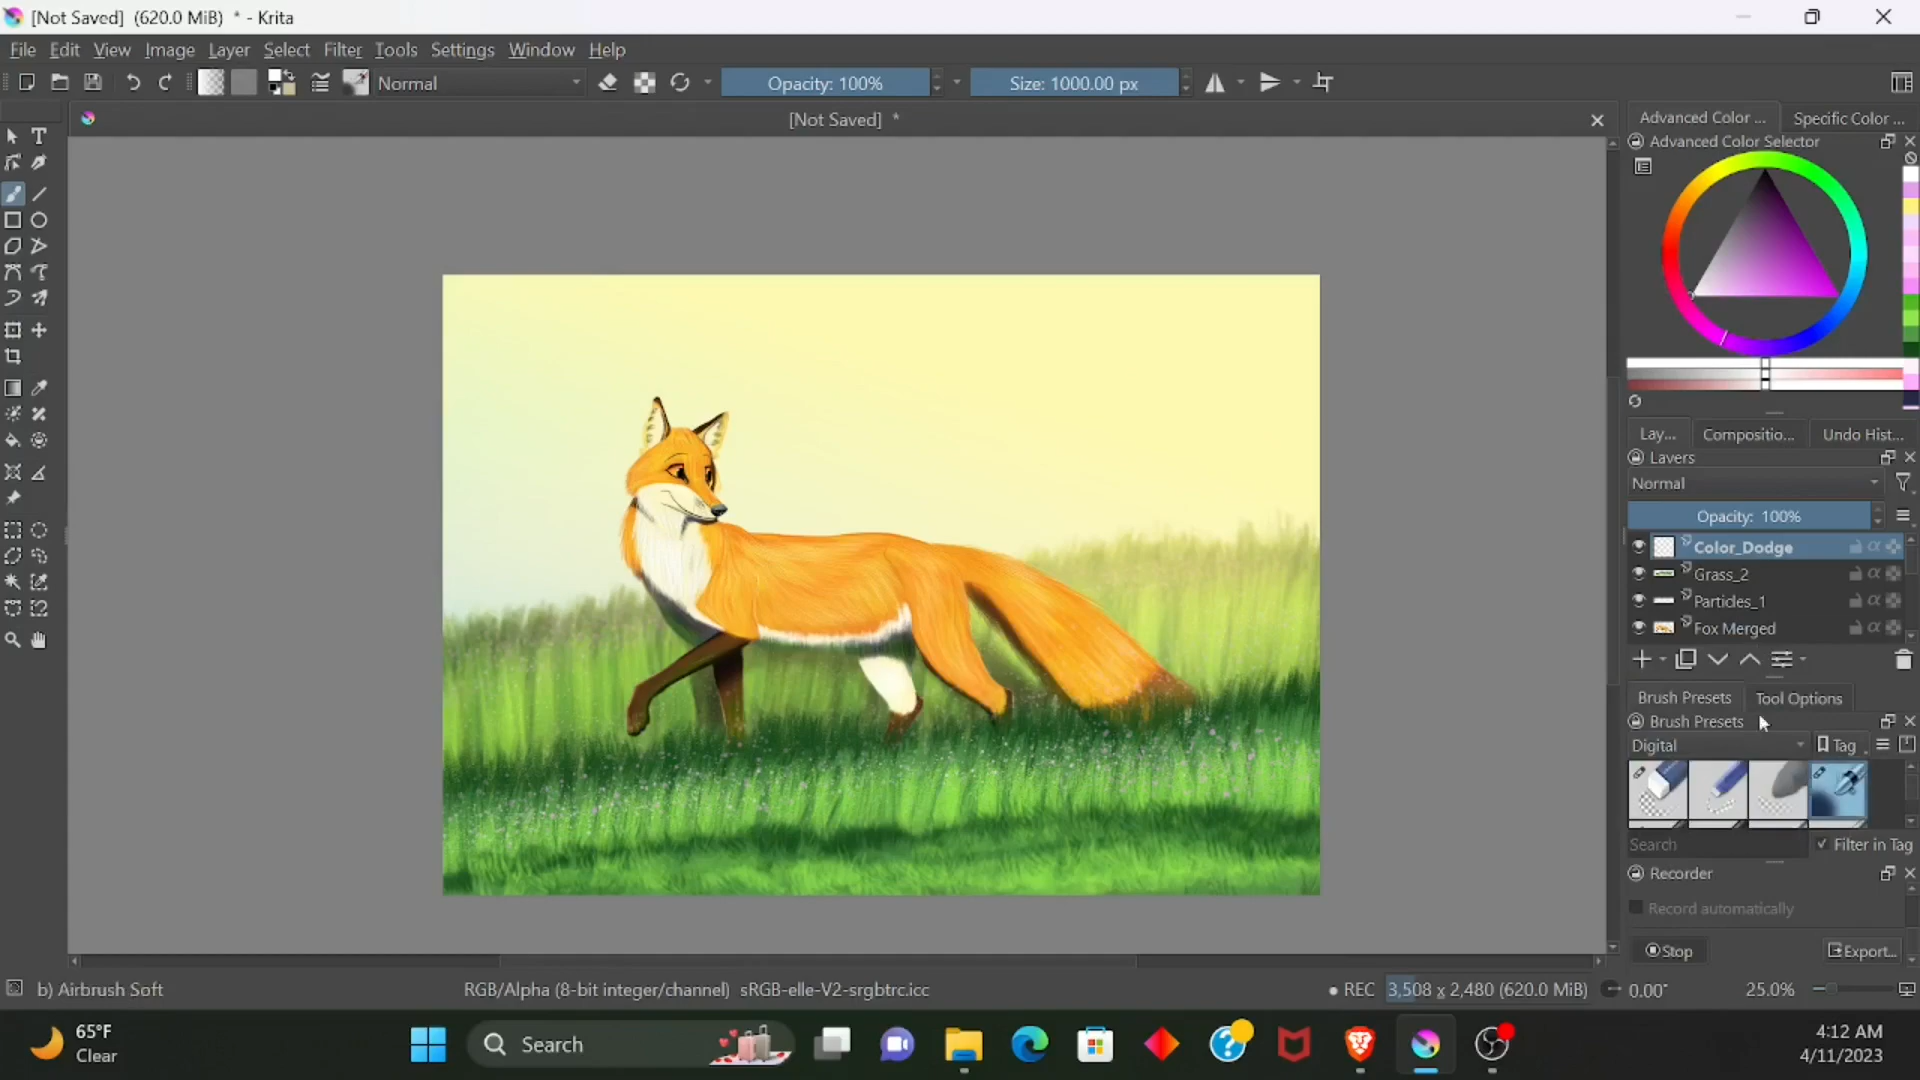 [Not Saved]  (620.0 MiB)  * - Krita
File Edit View Image Layer Select Filter Tools Settings Window Help
Normal
Opacity: 100%
Size: 1000.00 px
[Not Saved]  *
Advanced Color ...
Specific Color ...
Advanced Color Selector
Lay...
Compositio...
Undo Hist...
Layers
Normal
Opacity: 100%
Color_Dodge
Grass_2
Particles_1
Fox Merged
Brush Presets
Tool Options
Brush Presets
Digital
Tag
Search
Filter in Tag
Recorder
Record automatically
Stop
Export...
b) Airbrush Soft
RGB/Alpha (8-bit integer/channel)  sRGB-elle-V2-srgbtrc.icc
REC
3,508 x 2,480 (620.0 MiB)
0.00°
25.0%
65°F
Clear
Search
4:12 AM
4/11/2023